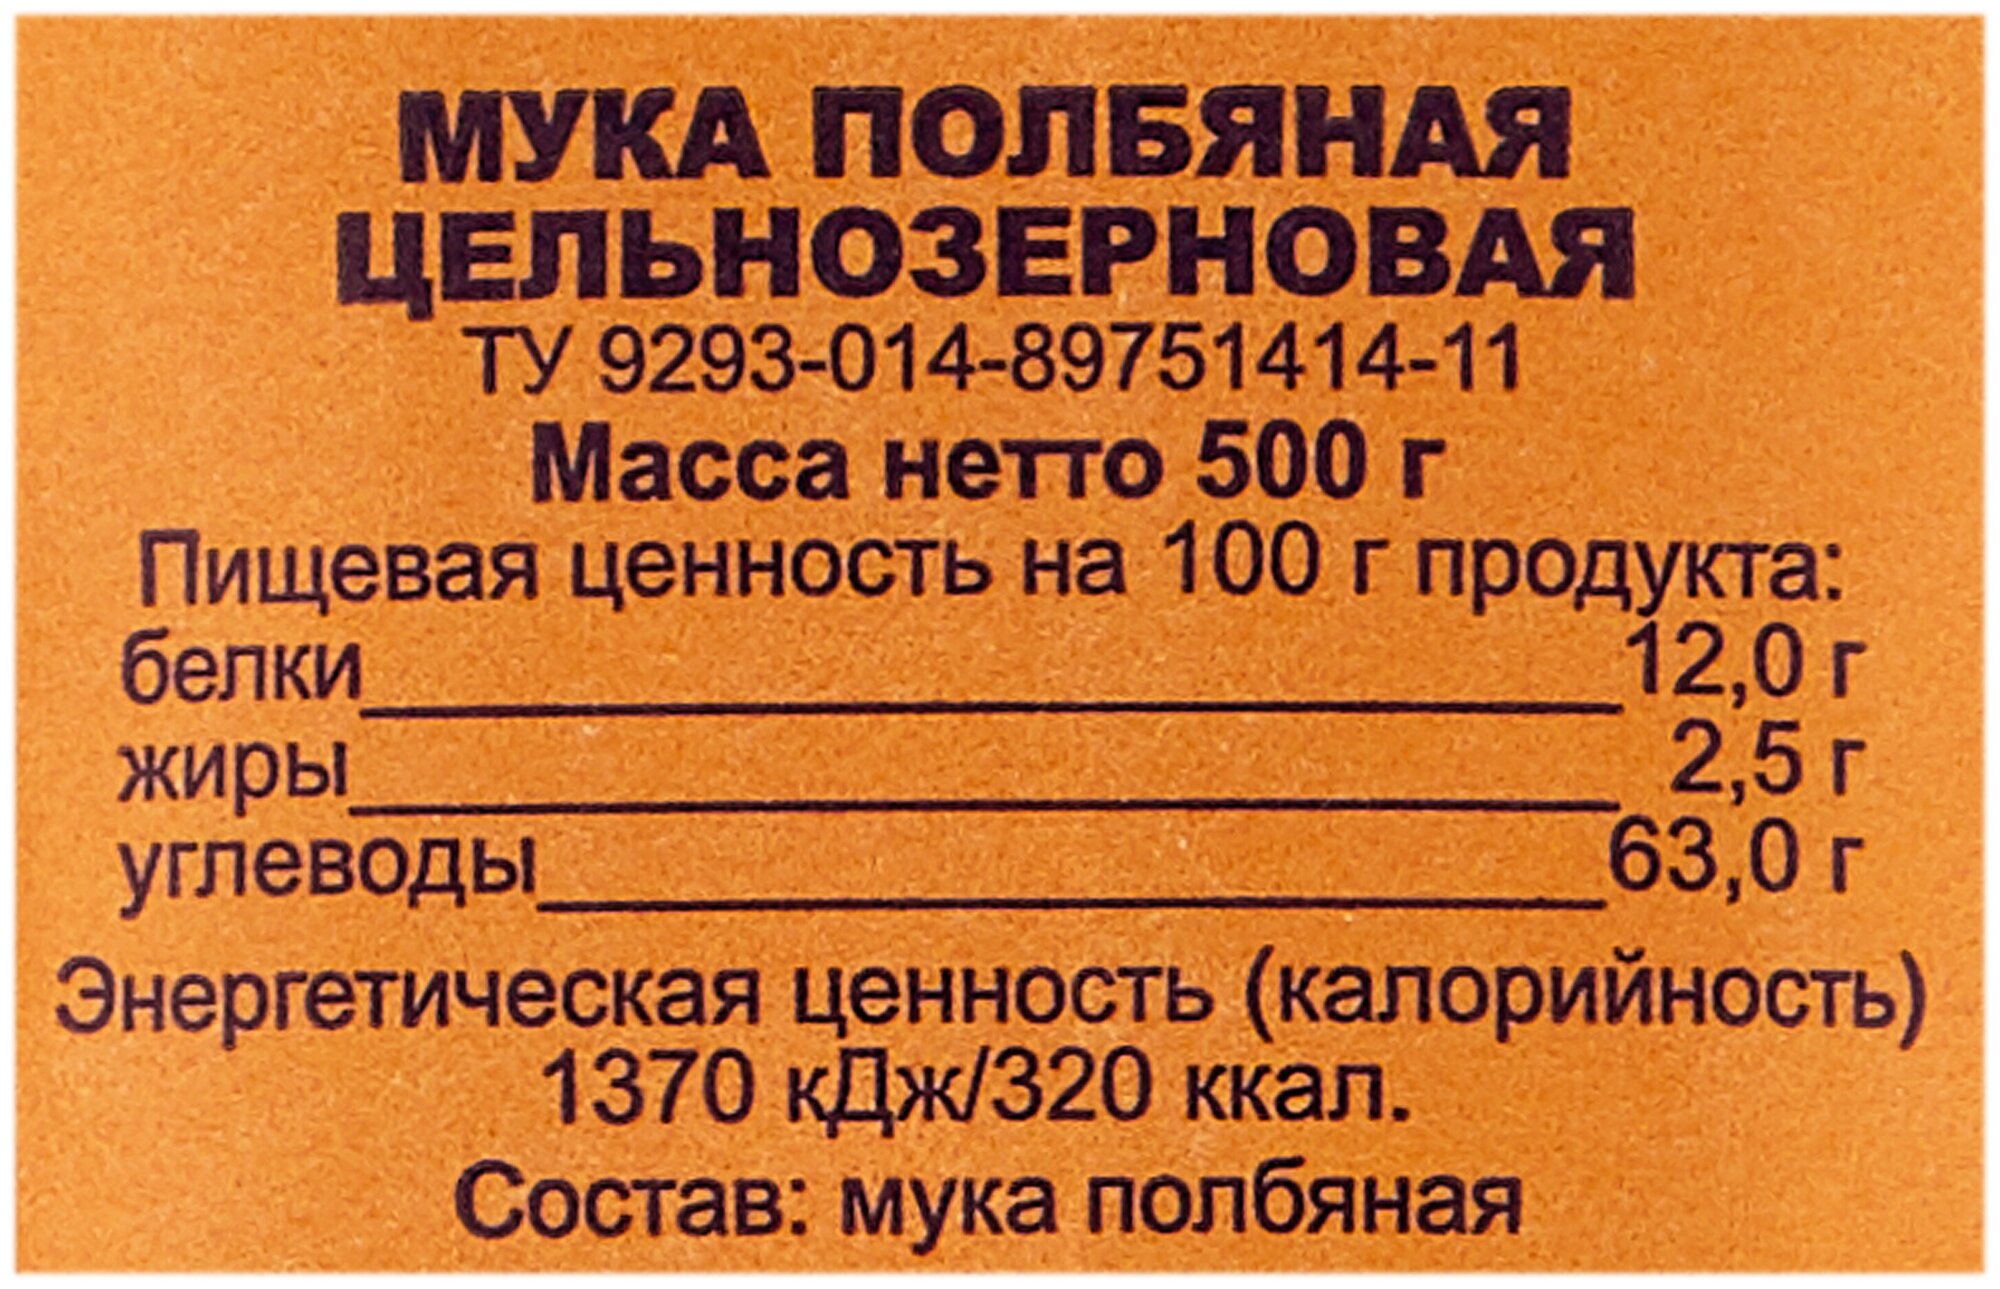 МУКА ПОЛБЯНАЯ
ЦЕЛЬНОЗЕРНОВАЯ
ТУ 9293-014-89751414-11
Масса нетто 500 г
Пищевая ценность на 100 г продукта:
белки 12,0 г
жиры 2,5 г
углеводы 63,0 г
Энергетическая ценность (калорийность)
1370 кДж/320 ккал.
Состав: мука полбяная